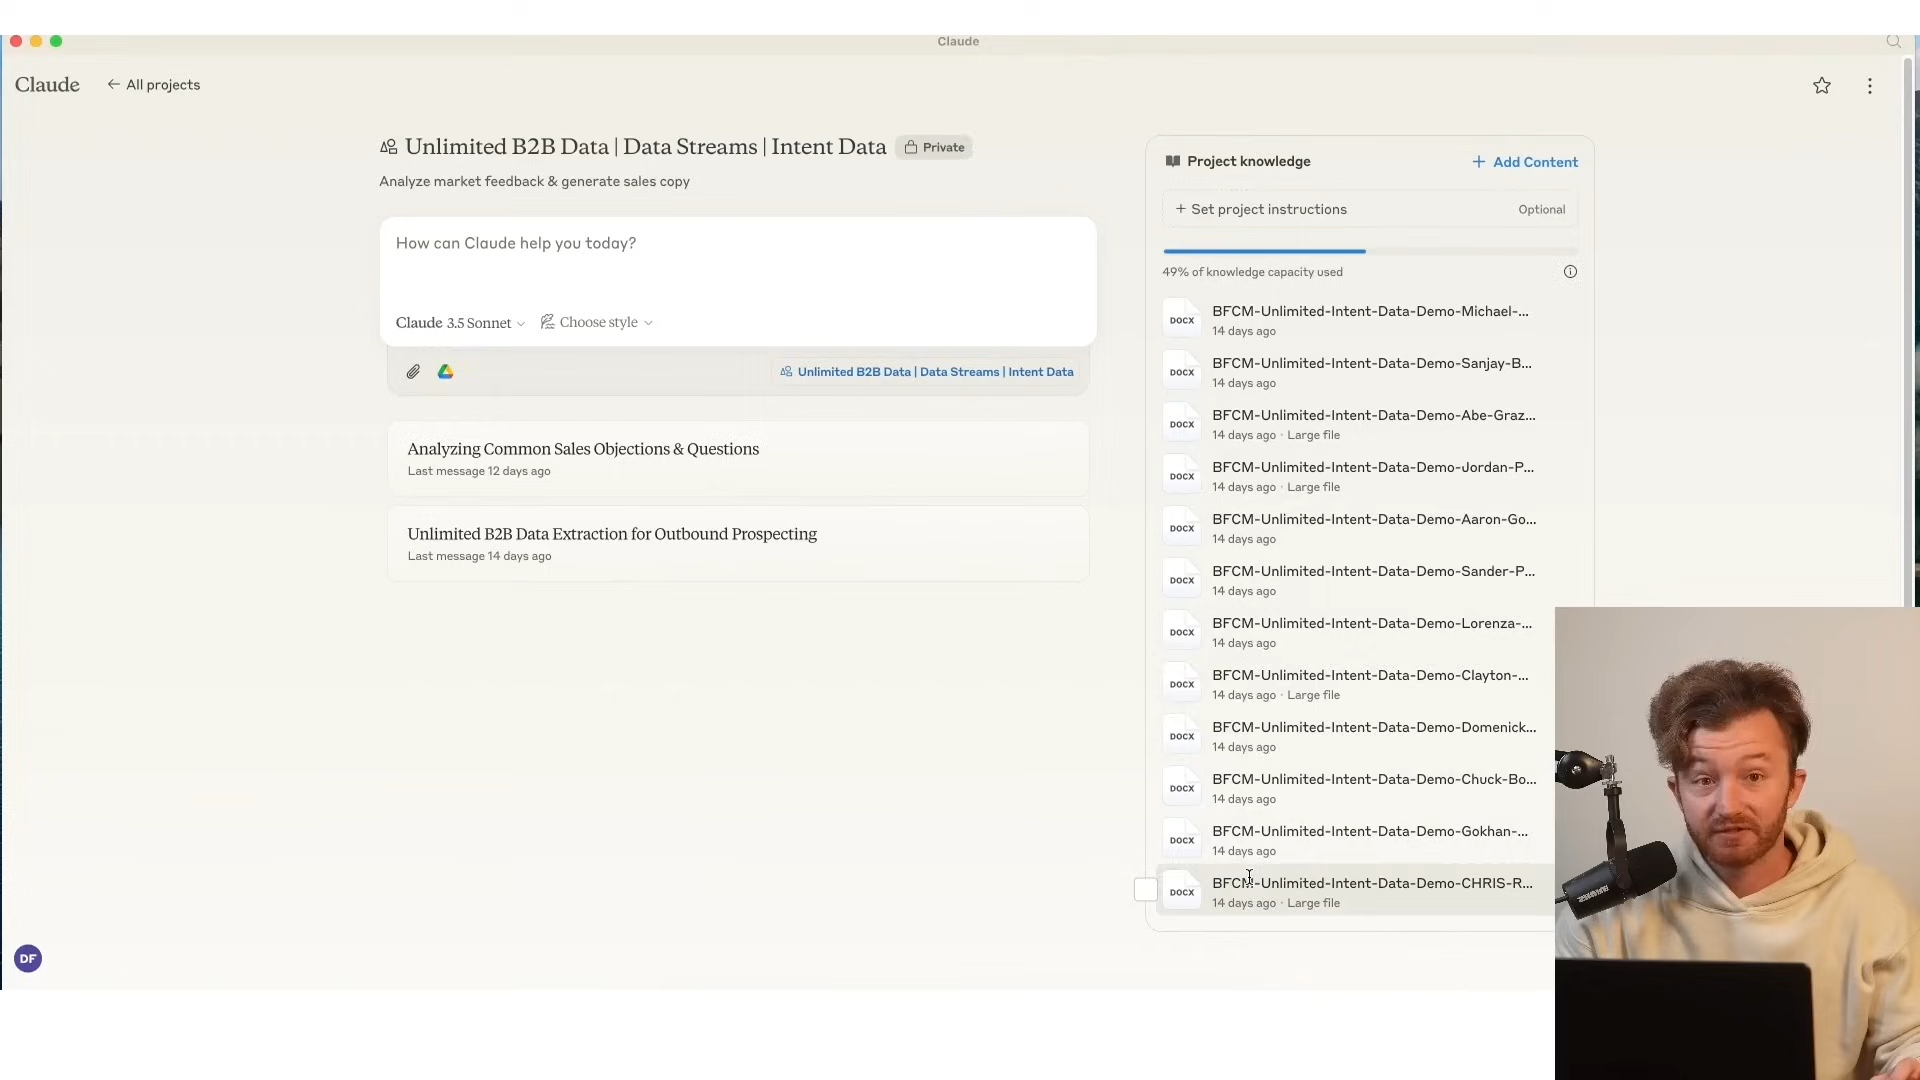 Claude
Claude
All projects
Unlimited B2B Data | Data Streams | Intent Data
Private
Analyze market feedback & generate sales copy
How can Claude help you today?
Claude 3.5 Sonnet
Choose style
Unlimited B2B Data | Data Streams | Intent Data
Analyzing Common Sales Objections & Questions
Last message 12 days ago
Unlimited B2B Data Extraction for Outbound Prospecting
Last message 14 days ago
DF
Project knowledge
+ Add Content
+ Set project instructions
Optional
49% of knowledge capacity used
DOCX
BFCM-Unlimited-Intent-Data-Demo-Michael-...
14 days ago
DOCX
BFCM-Unlimited-Intent-Data-Demo-Sanjay-B...
14 days ago
DOCX
BFCM-Unlimited-Intent-Data-Demo-Abe-Graz...
14 days ago · Large file
DOCX
BFCM-Unlimited-Intent-Data-Demo-Jordan-P...
14 days ago · Large file
DOCX
BFCM-Unlimited-Intent-Data-Demo-Aaron-Go...
14 days ago
DOCX
BFCM-Unlimited-Intent-Data-Demo-Sander-P...
14 days ago
DOCX
BFCM-Unlimited-Intent-Data-Demo-Lorenza-...
14 days ago
DOCX
BFCM-Unlimited-Intent-Data-Demo-Clayton-...
14 days ago · Large file
DOCX
BFCM-Unlimited-Intent-Data-Demo-Domenick...
14 days ago
DOCX
BFCM-Unlimited-Intent-Data-Demo-Chuck-Bo...
14 days ago
DOCX
BFCM-Unlimited-Intent-Data-Demo-Gokhan-...
14 days ago
DOCX
BFCM-Unlimited-Intent-Data-Demo-CHRIS-R...
14 days ago · Large file